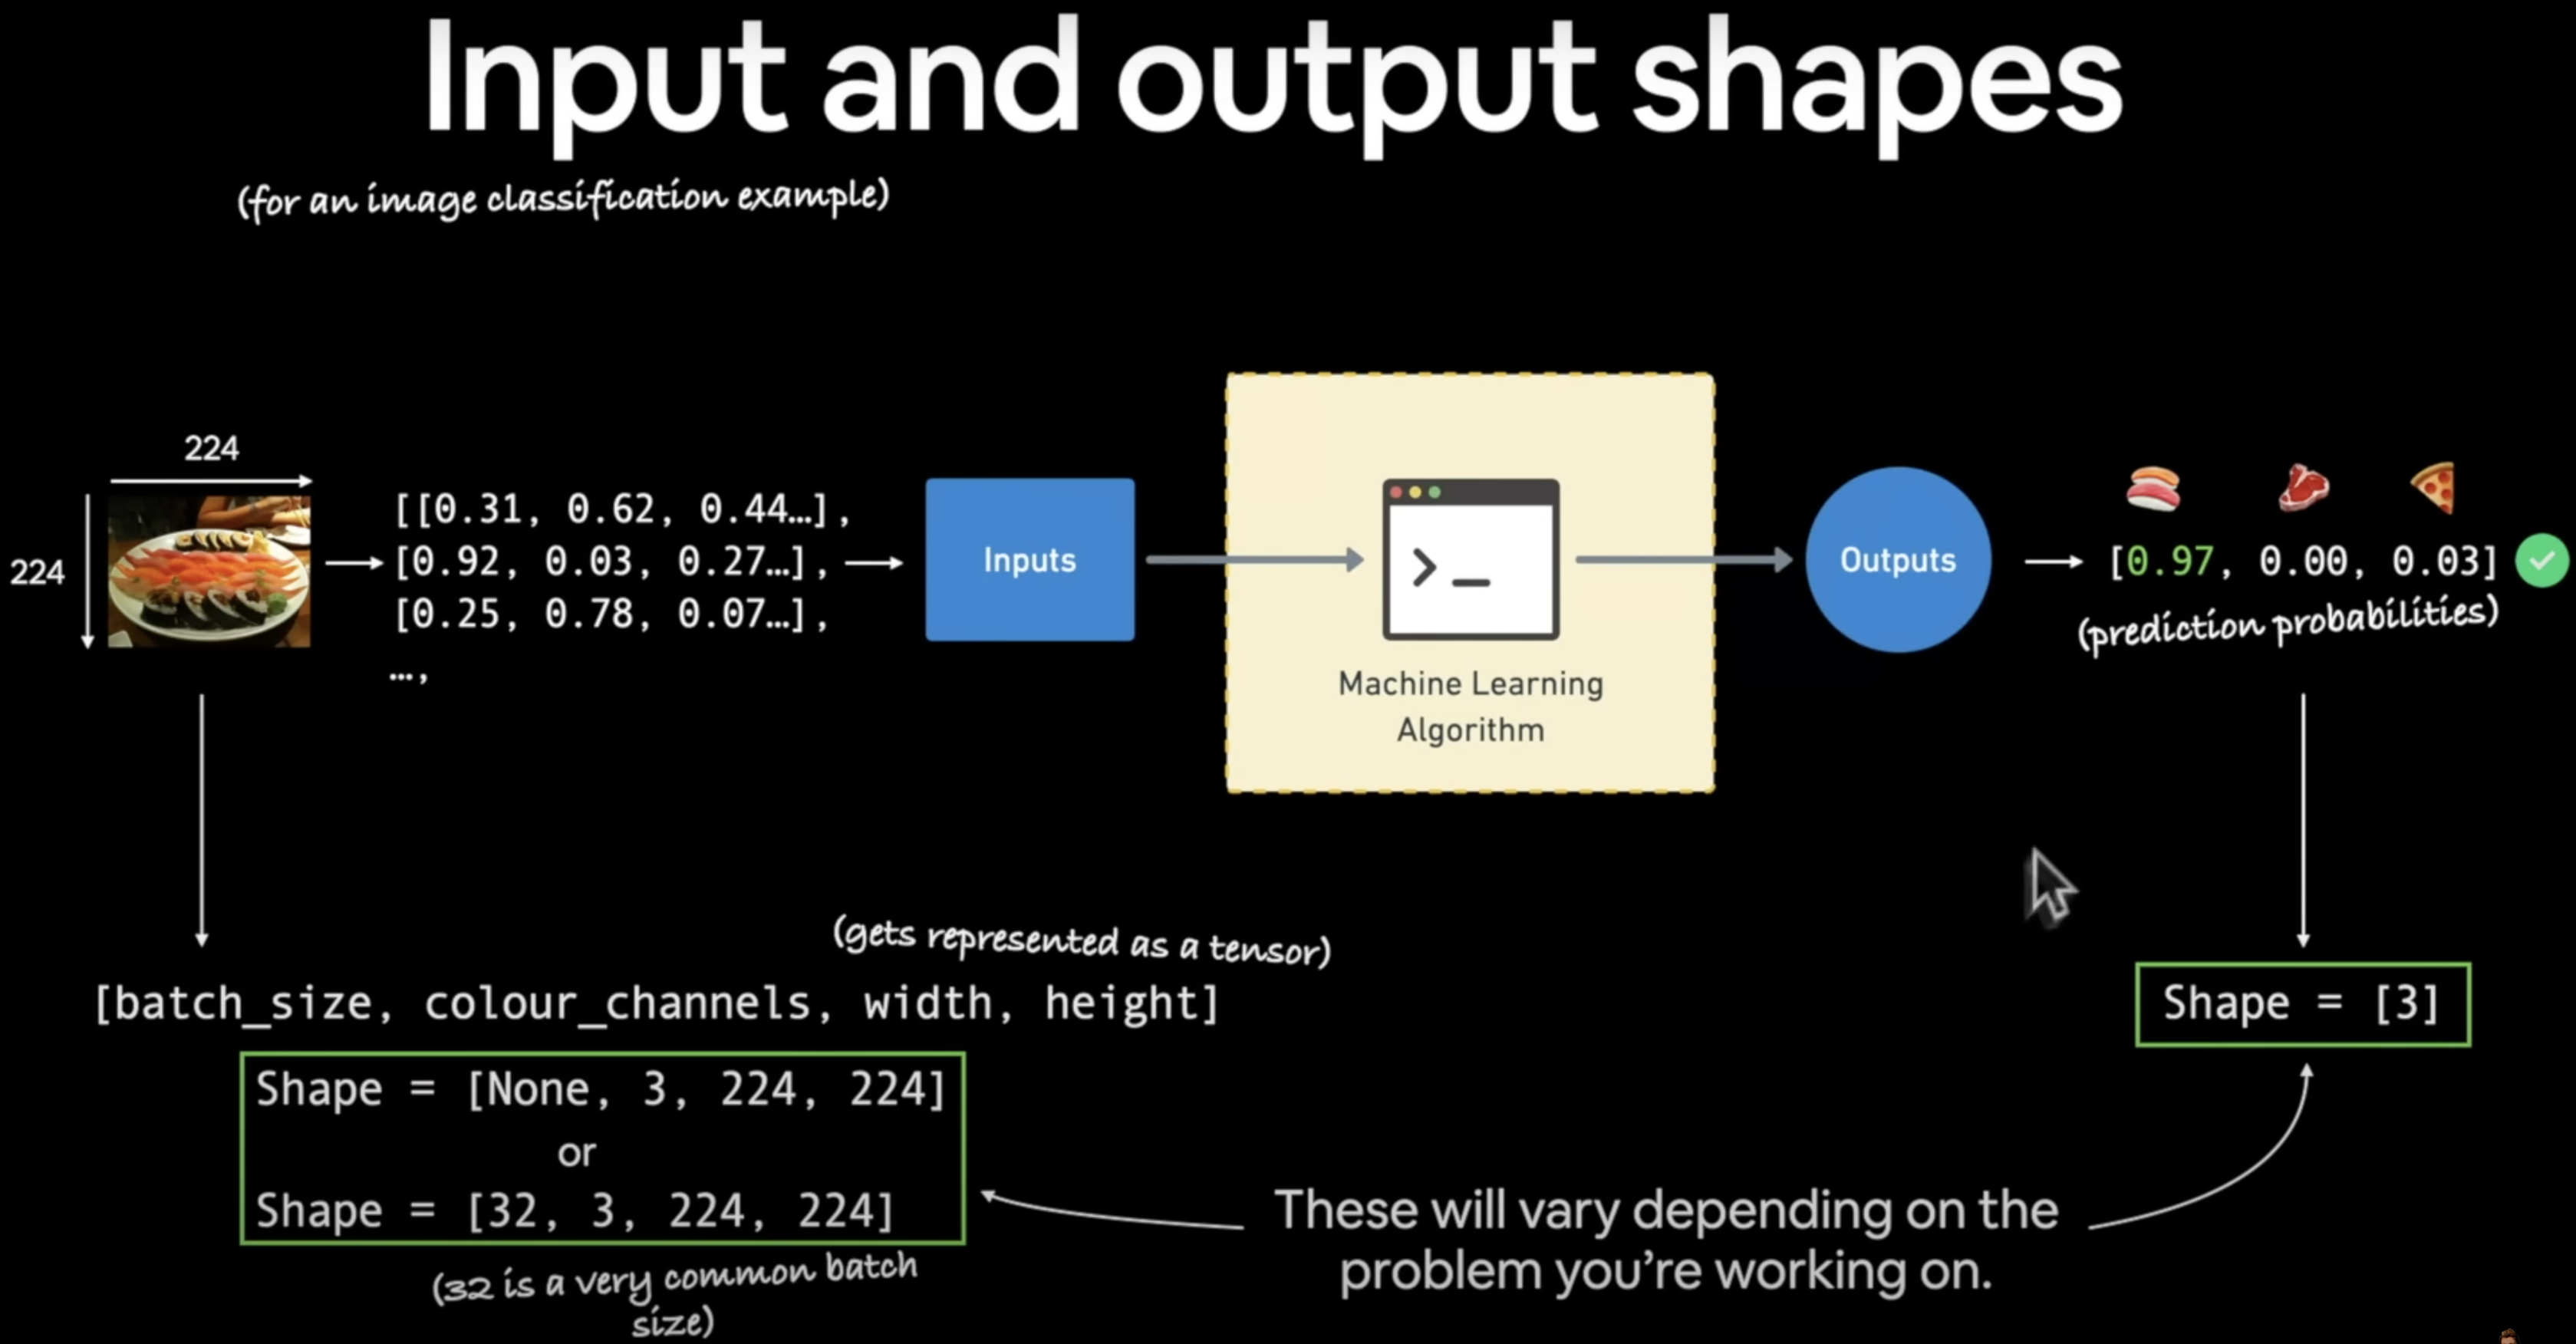 Input and output shapes
(for an image classification example)
224
224
[[0.31, 0.62, 0.44…],
[0.92, 0.03, 0.27…],
[0.25, 0.78, 0.07…],
…,
Inputs
Machine Learning
Algorithm
Outputs
[0.97, 0.00, 0.03]
(prediction probabilities)
(gets represented as a tensor)
[batch_size, colour_channels, width, height]
Shape = [None, 3, 224, 224]
or
Shape = [32, 3, 224, 224]
(32 is a very common batch
size)
Shape = [3]
These will vary depending on the
problem you’re working on.